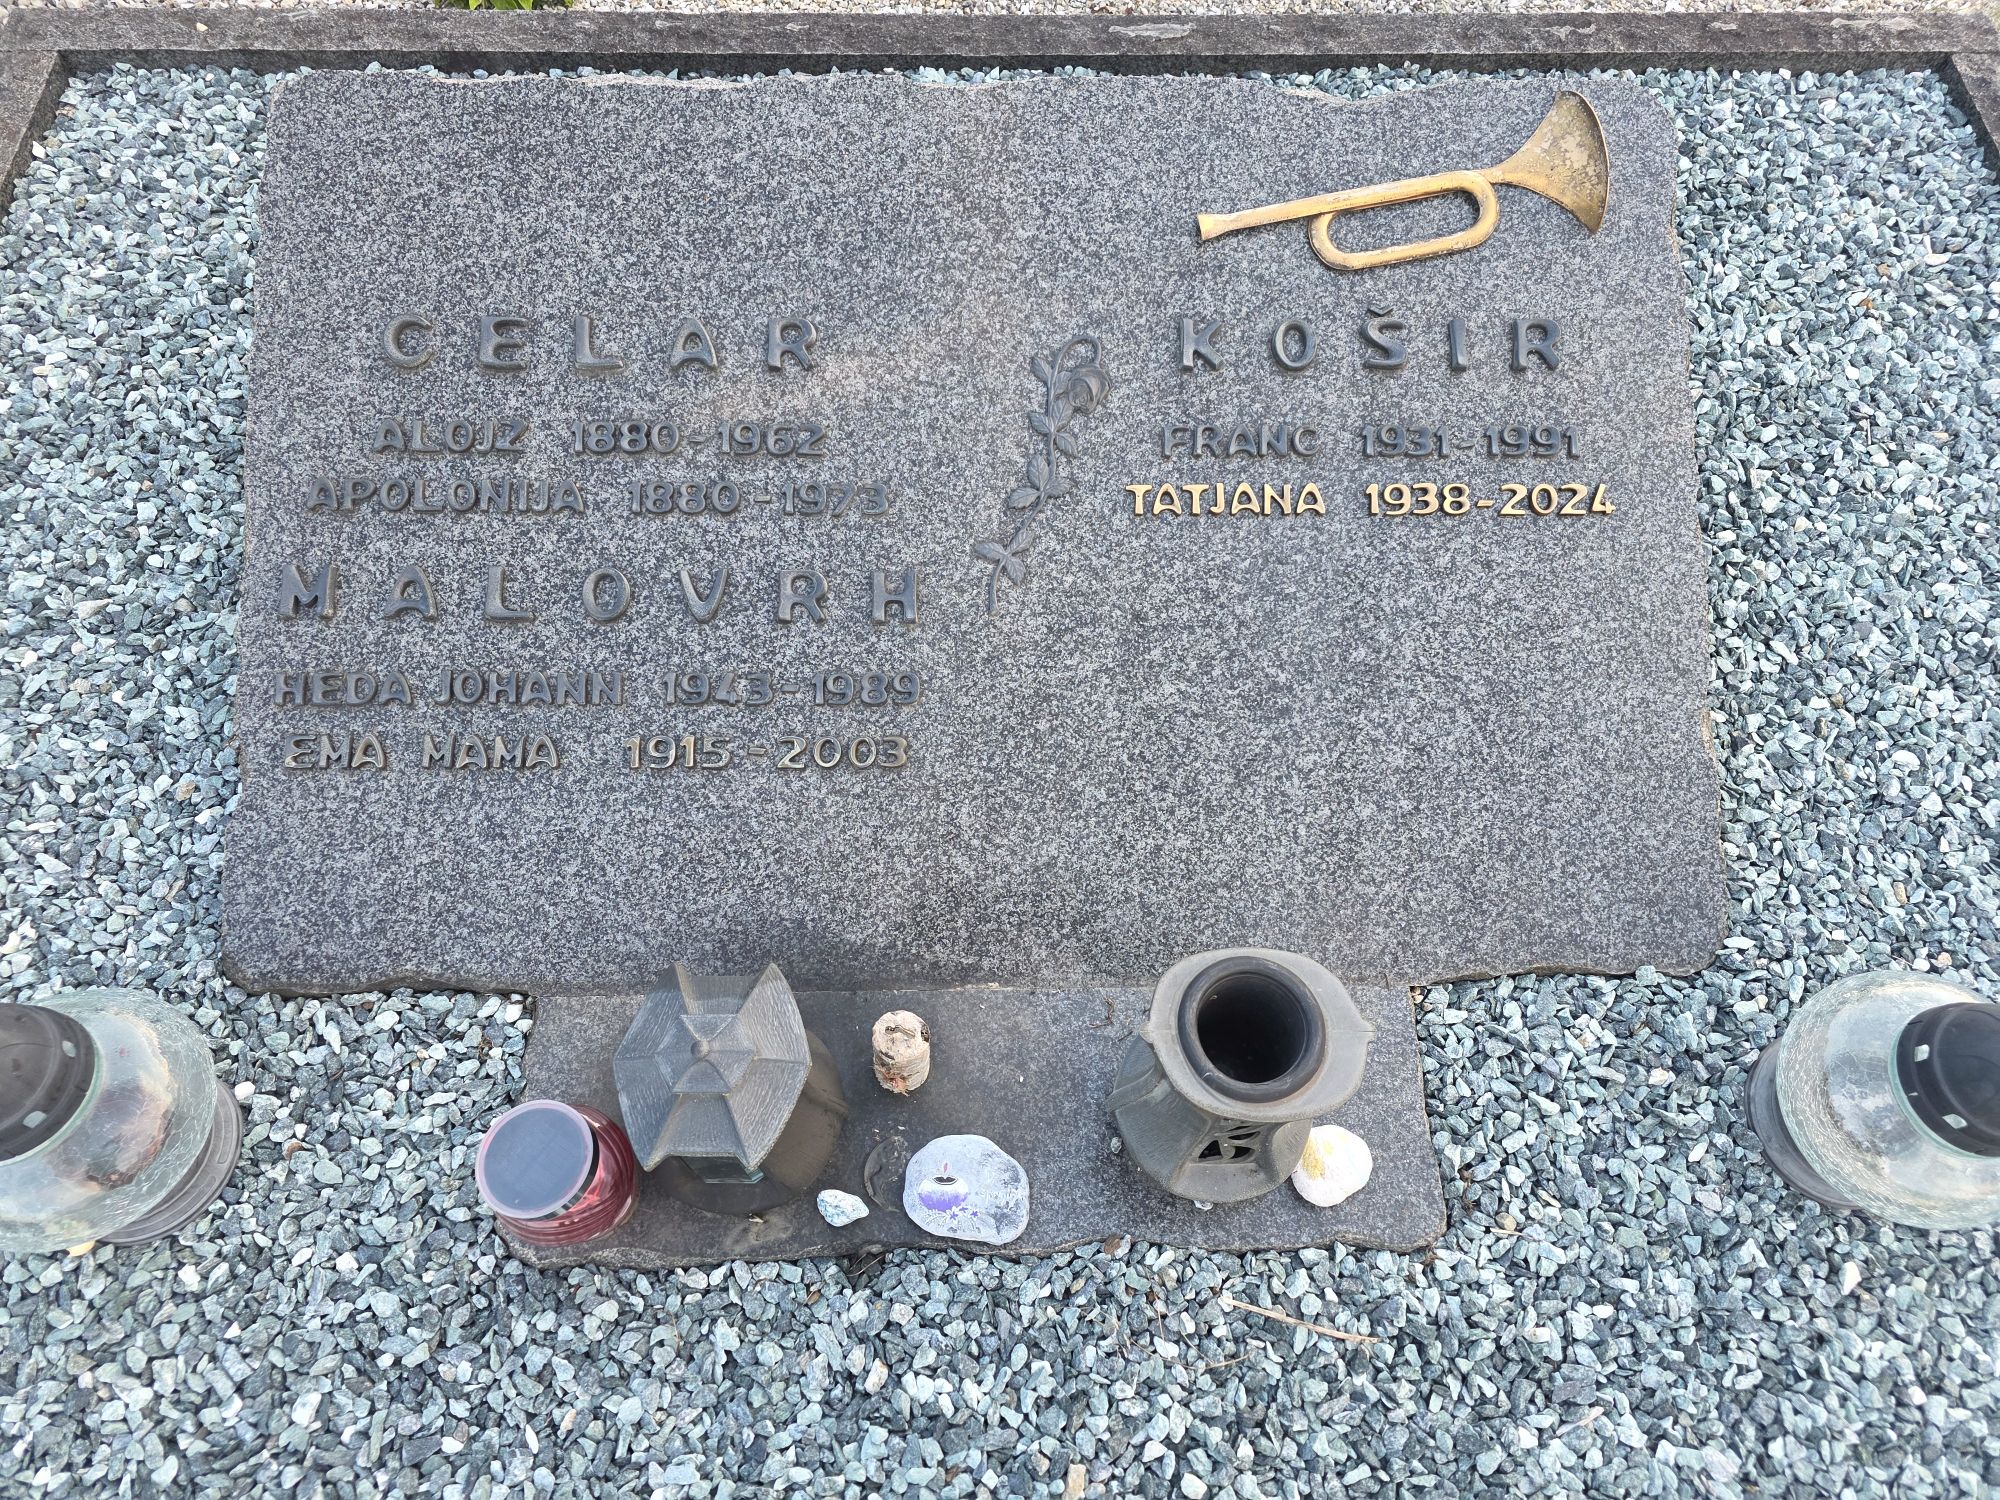 CELAR
ALOJZ 1880-1962
APOLONIJA 1880-1973
MALOVRH
HEDA JOHANN 1943-1989
EMA MAMA 1915-2003
KOŠIR
FRANC 1931-1991
TATJANA 1938-2024